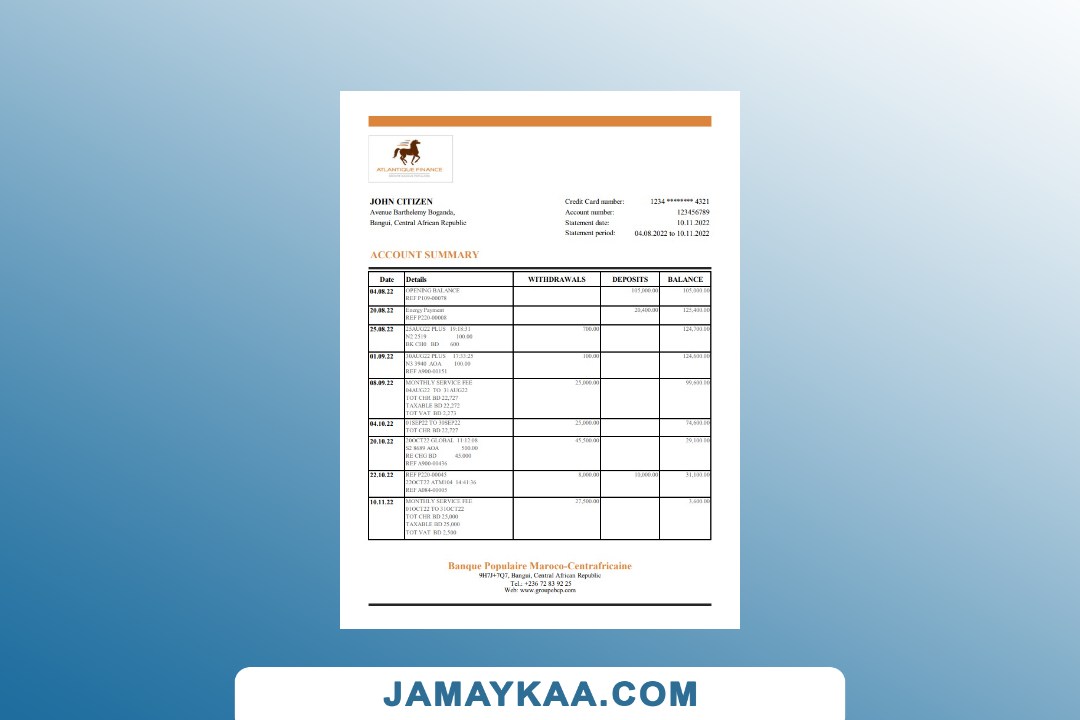 ATLANTIQUE FINANCE
JOHN CITIZEN
Avenue Barthelemy Boganda,
Bangui, Central African Republic
Credit Card number: 1234 ******** 4321
Account number: 123456789
Statement date: 10.11.2022
Statement period: 04.08.2022 to 10.11.2022
ACCOUNT SUMMARY
Date Details WITHDRAWALS DEPOSITS BALANCE
04.08.22 OPENING BALANCE 105,000.00 105,000.00
REF P109-00078
20.08.22 Energy Payment 20,400.00 125,400.00
REF P220-00008
25.08.22 25AUG22 PLUS 19:18:31 700.00 124,700.00
N2 2519 100.00
BK CHR BD 600
01.09.22 30AUG22 PLUS 17:33:25 100.00 124,600.00
N3 3940 AOA 100.00
REF A900-00151
08.09.22 MONTHLY SERVICE FEE 25,000.00 99,600.00
04AUG22 TO 31AUG22
TOT CHR BD 22,727
TAXABLE BD 22,272
TOT VAT BD 2,273
04.10.22 01SEP22 TO 30SEP22 25,000.00 74,600.00
TOT CHR BD 22,727
20.10.22 20OCT22 GLOBAL 11:12:08 45,500.00 29,100.00
S2 8689 AOA 500.00
RE CHG BD 45.000
REF A900-00436
22.10.22 REF P220-00045 8,000.00 10,000.00 31,100.00
22OCT22 ATM104 14:41:36
REF A084-00005
10.11.22 MONTHLY SERVICE FEE 27,500.00 3,600.00
01OCT22 TO 31OCT22
TOT CHR BD 25,000
TAXABLE BD 25,000
TOT VAT BD 2,500
Banque Populaire Maroco-Centrafricaine
9H7J+7Q7, Bangui, Central African Republic
Tel.: +236 72 83 92 25
Web: www.groupebcp.com
JAMAYKAA.COM